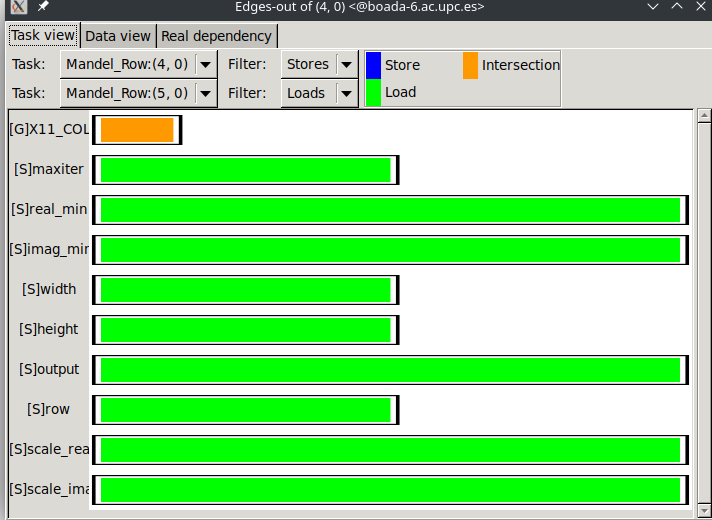 Edges-out of (4, 0) <@boada-6.ac.upc.es>
Task view Data view Real dependency
Task: Mandel_Row:(4, 0) Filter: Stores Store Intersection
Task: Mandel_Row:(5, 0) Filter: Loads Load
[G]X11_COL
[S]maxiter
[S]real_min
[S]imag_min
[S]width
[S]height
[S]output
[S]row
[S]scale_rea
[S]scale_ima